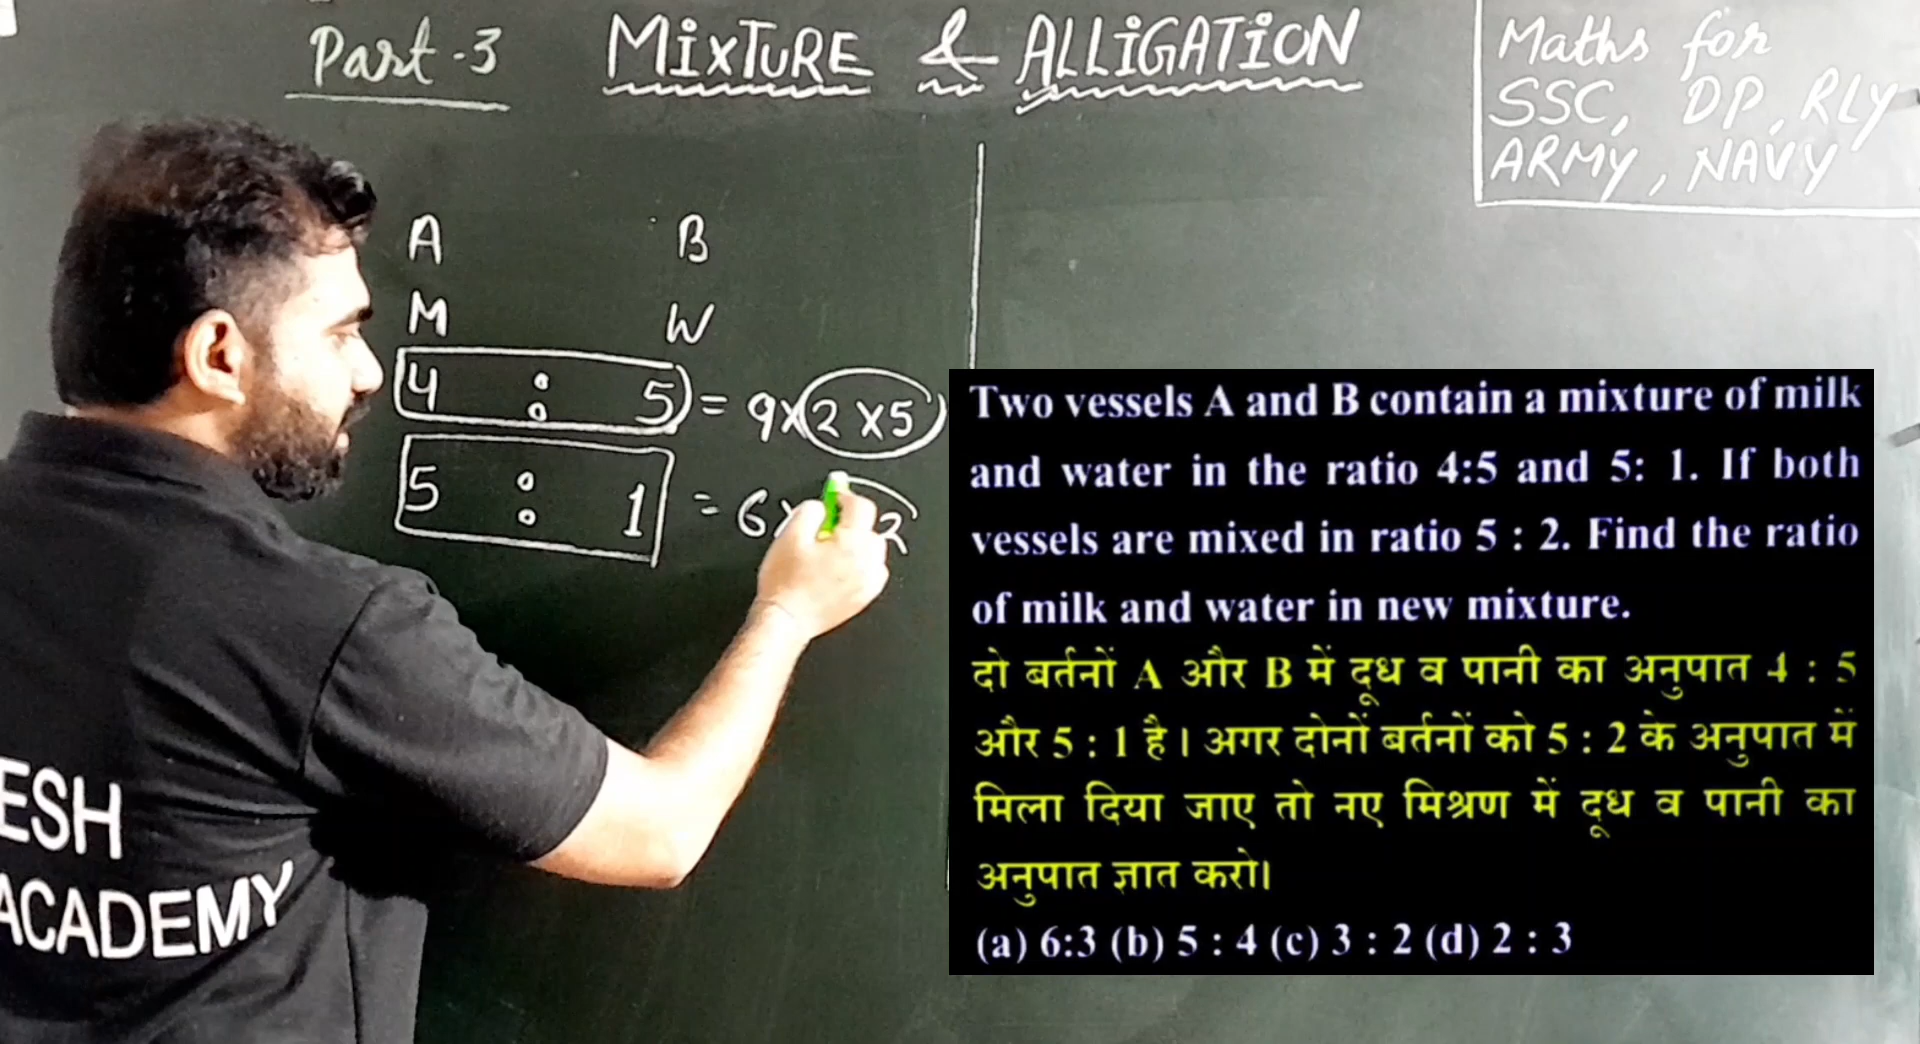 Part-3 MIXTURE & ALLIGATION
Maths for
SSC, DP, RLY
ARMY, NAVY
A B
M W
4 : 5 = 9×2×5
5 : 1 = 6× 2
Two vessels A and B contain a mixture of milk
and water in the ratio 4:5 and 5: 1. If both
vessels are mixed in ratio 5 : 2. Find the ratio
of milk and water in new mixture.
दो बर्तनों A और B में दूध व पानी का अनुपात 4 : 5
और 5 : 1 है। अगर दोनों बर्तनों को 5 : 2 के अनुपात में
मिला दिया जाए तो नए मिश्रण में दूध व पानी का
अनुपात ज्ञात करो।
(a) 6:3 (b) 5 : 4 (c) 3 : 2 (d) 2 : 3
ESH
ACADEMY